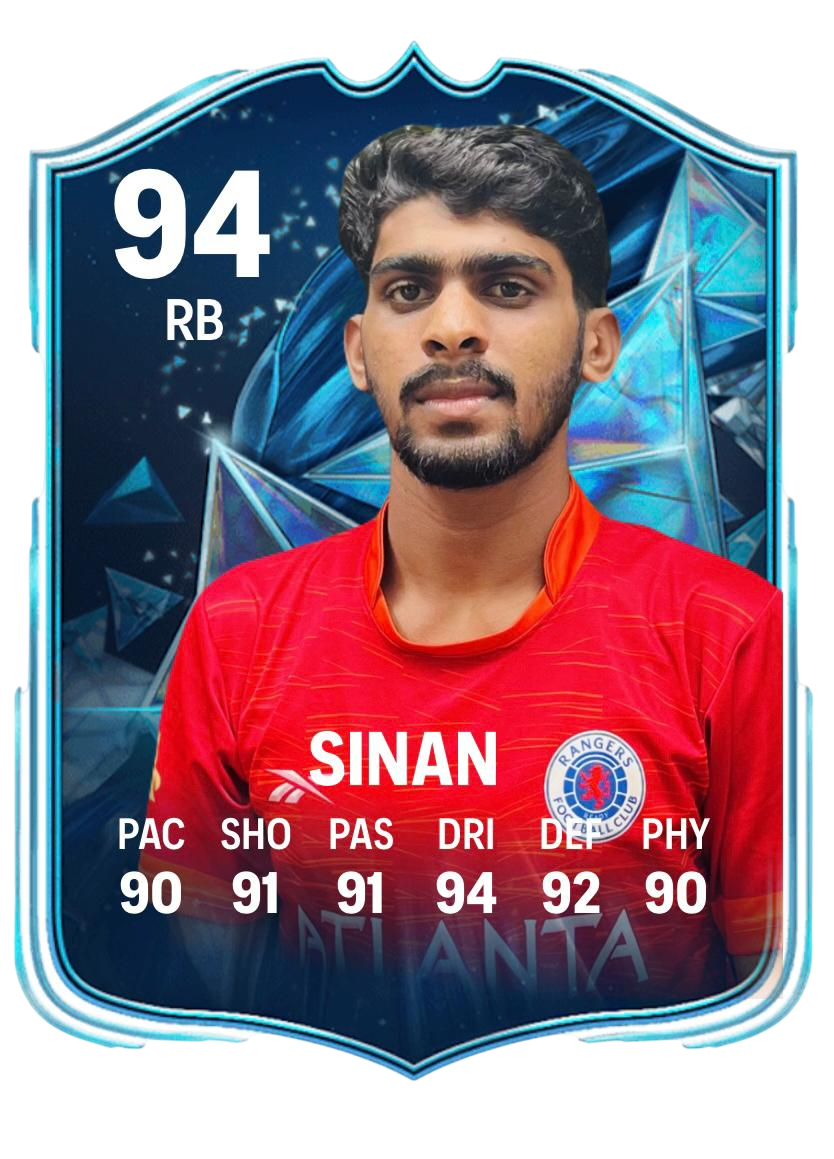 94
RB
SINAN
RANGERS
READY
FOOTBALL CLUB
PAC SHO PAS DRI DEF PHY
90 91 91 94 92 90
ATLANTA